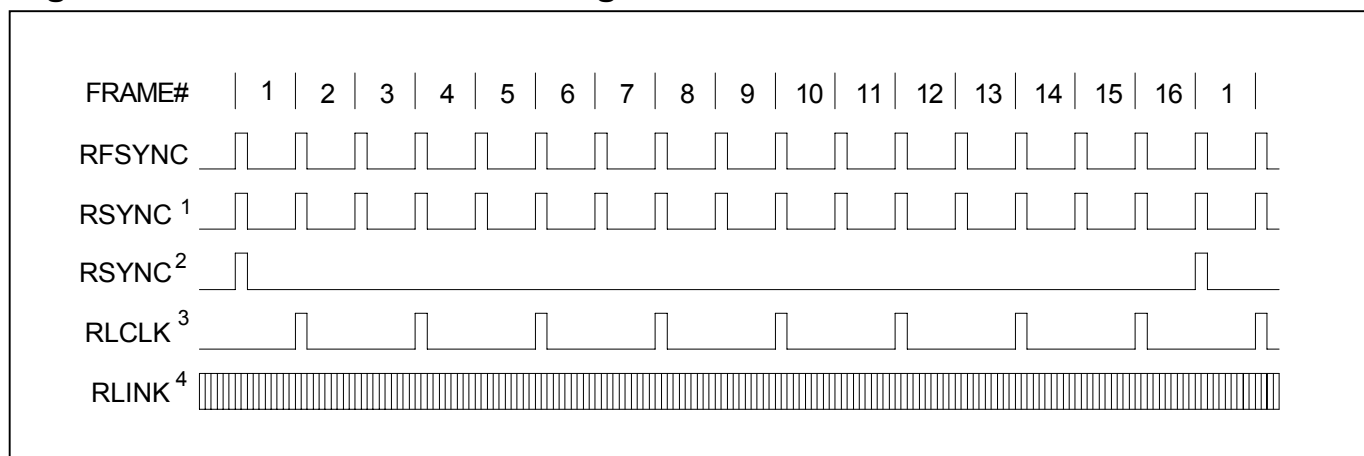 FRAME# 1 2 3 4 5 6 7 8 9 10 11 12 13 14 15 16 1
RFSYNC
RSYNC 1
RSYNC 2
RLCLK 3
RLINK 4